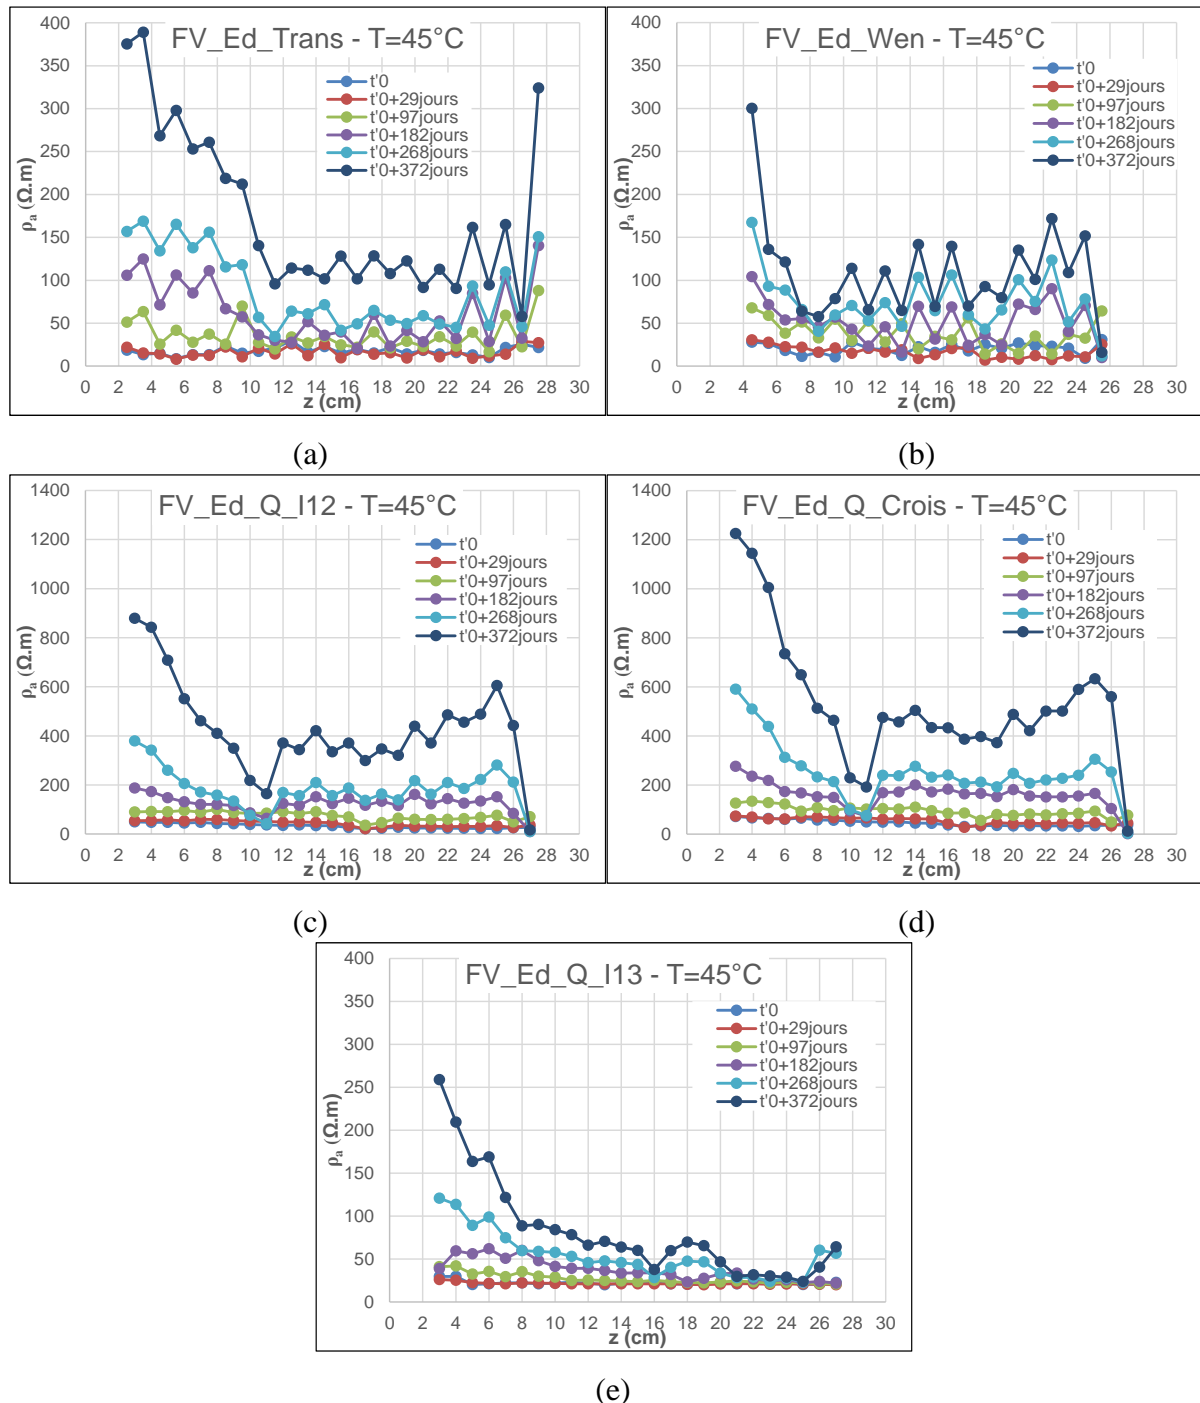 FV_Ed_Trans - T=45°C
t'0
t'0+29jours
t'0+97jours
t'0+182jours
t'0+268jours
t'0+372jours
ρa (Ω.m)
400
350
300
250
200
150
100
50
0
0 2 4 6 8 10 12 14 16 18 20 22 24 26 28 30
z (cm)
(a)
FV_Ed_Wen - T=45°C
t'0
t'0+29jours
t'0+97jours
t'0+182jours
t'0+268jours
t'0+372jours
ρa (Ω.m)
400
350
300
250
200
150
100
50
0
0 2 4 6 8 10 12 14 16 18 20 22 24 26 28 30
z (cm)
(b)
FV_Ed_Q_I12 - T=45°C
t'0
t'0+29jours
t'0+97jours
t'0+182jours
t'0+268jours
t'0+372jours
ρa (Ω.m)
1400
1200
1000
800
600
400
200
0
0 2 4 6 8 10 12 14 16 18 20 22 24 26 28 30
z (cm)
(c)
FV_Ed_Q_Crois - T=45°C
t'0
t'0+29jours
t'0+97jours
t'0+182jours
t'0+268jours
t'0+372jours
ρa (Ω.m)
1400
1200
1000
800
600
400
200
0
0 2 4 6 8 10 12 14 16 18 20 22 24 26 28 30
z (cm)
(d)
FV_Ed_Q_I13 - T=45°C
t'0
t'0+29jours
t'0+97jours
t'0+182jours
t'0+268jours
t'0+372jours
ρa (Ω.m)
400
350
300
250
200
150
100
50
0
0 2 4 6 8 10 12 14 16 18 20 22 24 26 28 30
z (cm)
(e)